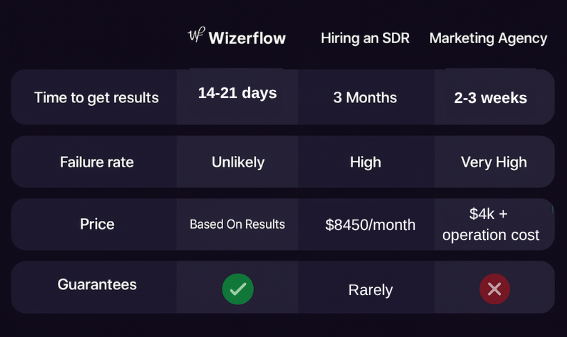 Wizerflow Hiring an SDR Marketing Agency
Time to get results 14-21 days 3 Months 2-3 weeks
Failure rate Unlikely High Very High
Price Based On Results $8450/month $4k +
operation cost
Guarantees Rarely